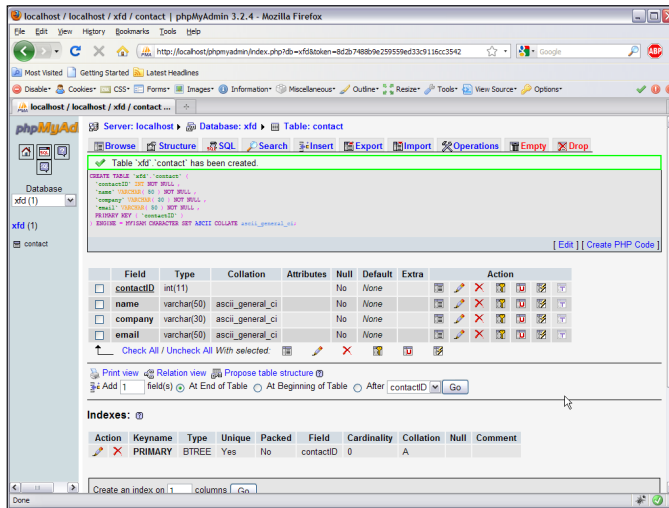 localhost / localhost / xfd / contact | phpMyAdmin 3.2.4 - Mozilla Firefox
File Edit View History Bookmarks Tools Help
http://localhost/phpmyadmin/index.php?db=xfd&token=8d2b7488b9e259559ed33c9116cc3542 Google ABP
Most Visited Getting Started Latest Headlines
Disable Cookies CSS Forms Images Information Miscellaneous Outline Resize Tools View Source Options
localhost / localhost / xfd / contact ...
phpMyAd
Server: localhost Database: xfd Table: contact
Browse Structure SQL Search Insert Export Import Operations Empty Drop
Table `xfd`.`contact` has been created.
CREATE TABLE `xfd`.`contact` (
`contactID` INT NOT NULL ,
`name` VARCHAR( 50 ) NOT NULL ,
`company` VARCHAR( 30 ) NOT NULL ,
`email` VARCHAR( 50 ) NOT NULL ,
PRIMARY KEY ( `contactID` )
) ENGINE = MYISAM CHARACTER SET ASCII COLLATE ascii_general_ci;
[ Edit ] [ Create PHP Code ]
Database
xfd (1)
xfd (1)
contact
Field Type Collation Attributes Null Default Extra Action
contactID int(11) No None
name varchar(50) ascii_general_ci No None
company varchar(30) ascii_general_ci No None
email varchar(50) ascii_general_ci No None
Check All / Uncheck All With selected:
Print view Relation view Propose table structure
Add 1 field(s) At End of Table At Beginning of Table After contactID Go
Indexes:
Action Keyname Type Unique Packed Field Cardinality Collation Null Comment
PRIMARY BTREE Yes No contactID 0 A
Create an index on 1 columns Go
Done